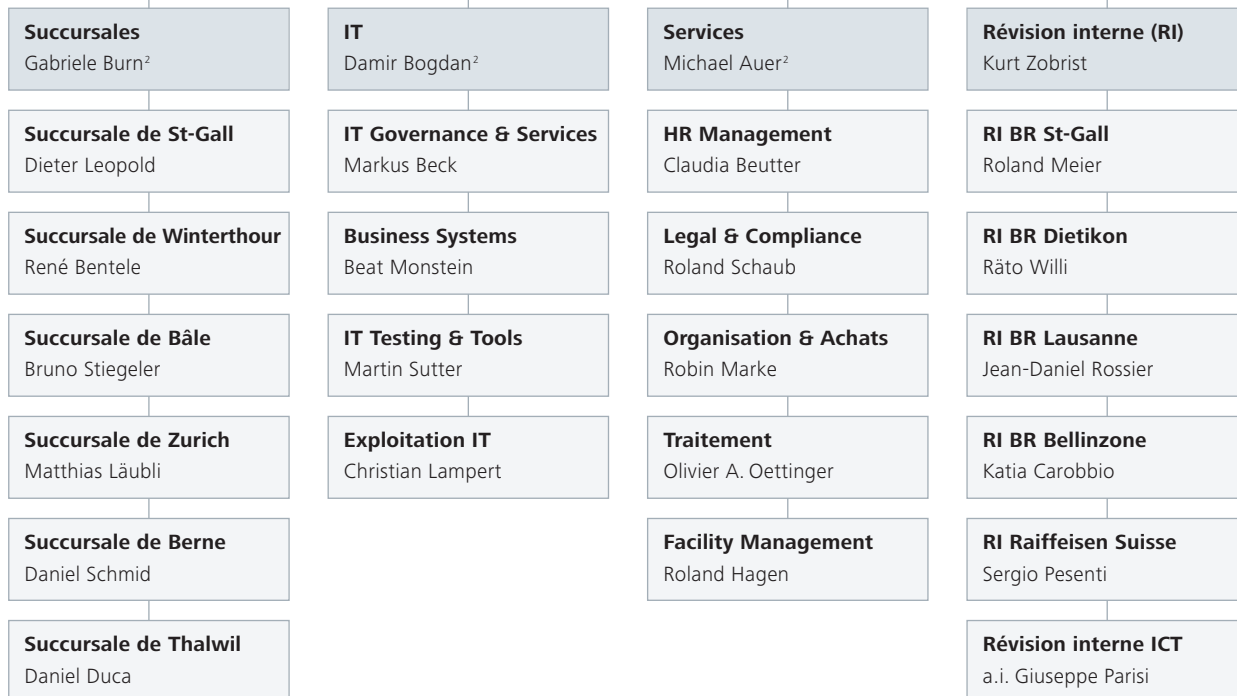 Succursales
Gabriele Burn²
Succursale de St-Gall
Dieter Leopold
Succursale de Winterthour
René Bentele
Succursale de Bâle
Bruno Stiegeler
Succursale de Zurich
Matthias Läubli
Succursale de Berne
Daniel Schmid
Succursale de Thalwil
Daniel Duca
IT
Damir Bogdan²
IT Governance & Services
Markus Beck
Business Systems
Beat Monstein
IT Testing & Tools
Martin Sutter
Exploitation IT
Christian Lampert
Services
Michael Auer²
HR Management
Claudia Beutter
Legal & Compliance
Roland Schaub
Organisation & Achats
Robin Marke
Traitement
Olivier A. Oettinger
Facility Management
Roland Hagen
Révision interne (RI)
Kurt Zobrist
RI BR St-Gall
Roland Meier
RI BR Dietikon
Räto Willi
RI BR Lausanne
Jean-Daniel Rossier
RI BR Bellinzone
Katia Carobbio
RI Raiffeisen Suisse
Sergio Pesenti
Révision interne ICT
a.i. Giuseppe Parisi